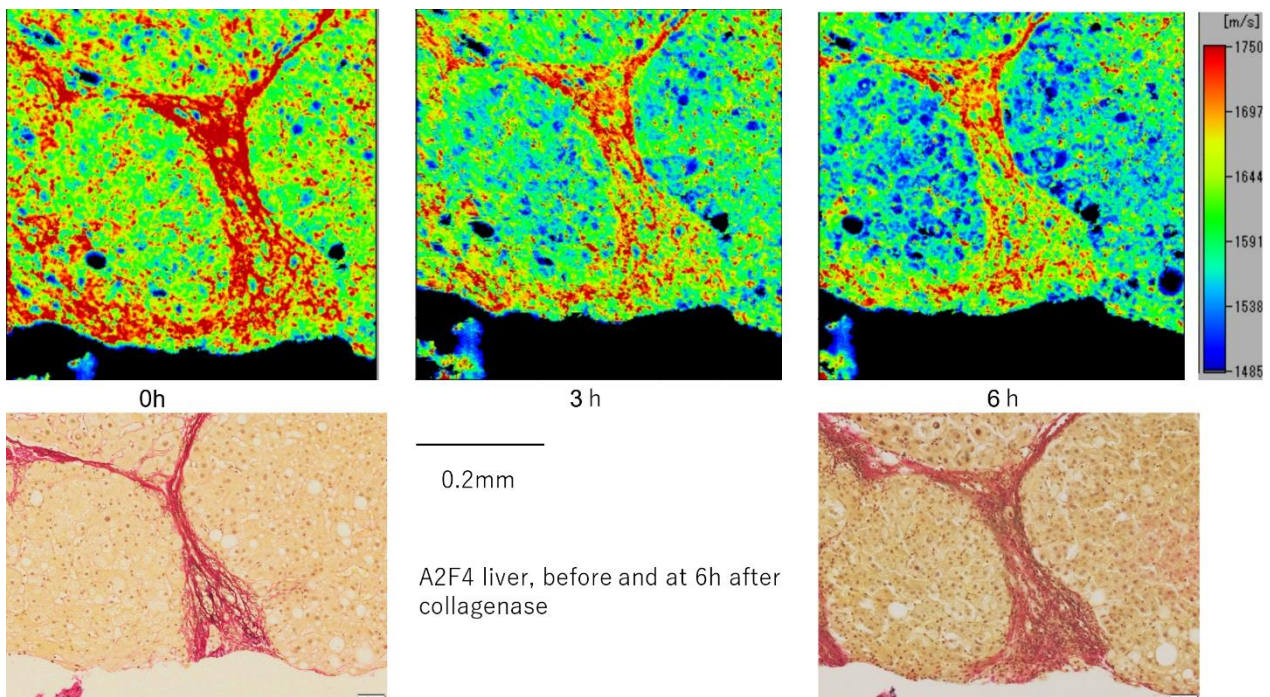 [m/s]
1750
1697
1644
1591
1538
1485
0h
3 h
6 h
0.2mm
A2F4 liver, before and at 6h after
collagenase